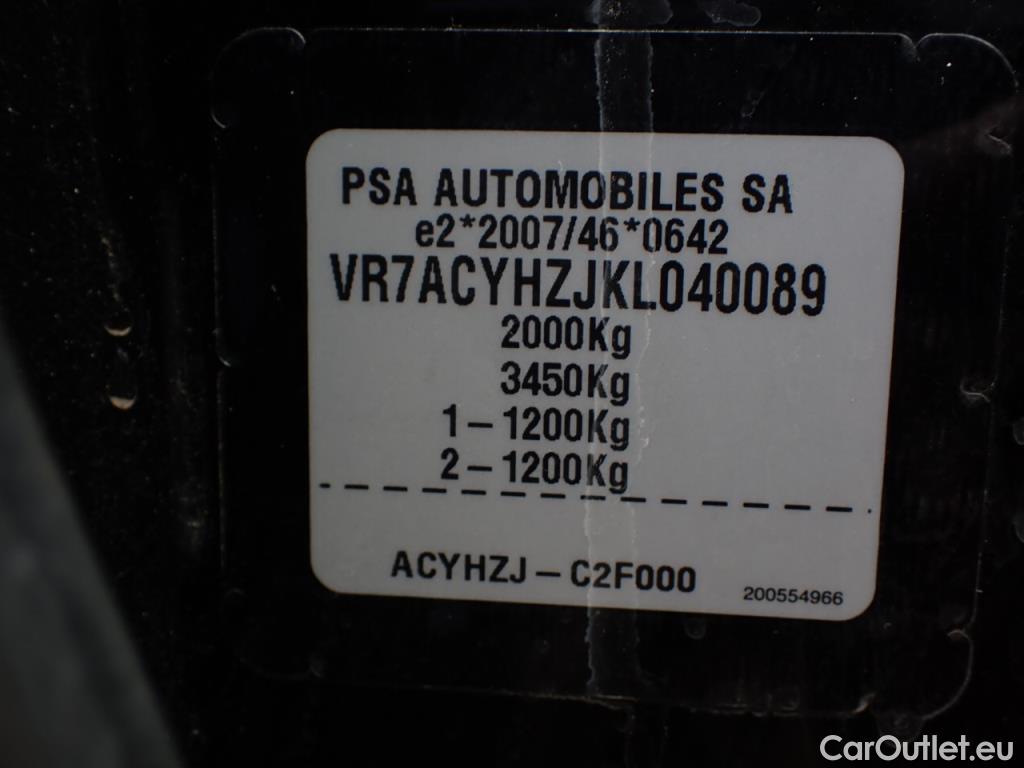 PSA AUTOMOBILES SA
e2*2007/46*0642
VR7ACYHZJKL040089
2000Kg
3450Kg
1-1200Kg
2-1200Kg
ACYHZJ-C2F000
200554966
CarOutlet.eu